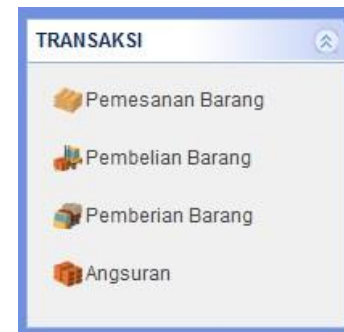 TRANSAKSI
Pemesanan Barang
Pembelian Barang
Pemberian Barang
Angsuran